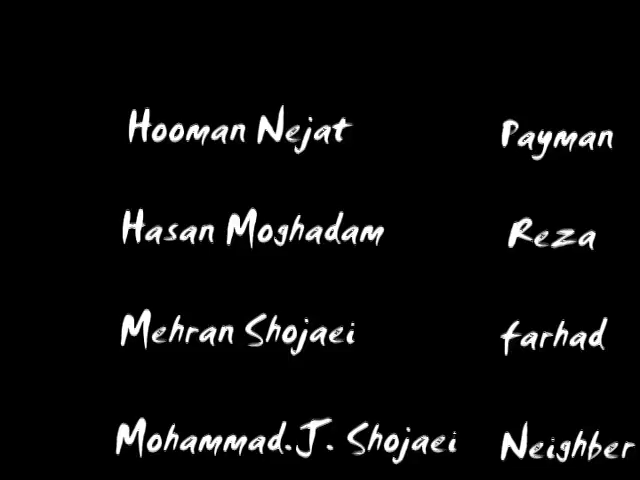 Hooman Nejat Payman
Hasan Moghadam Reza
Mehran Shojaei farhad
Mohammad.J. Shojaei Neighber